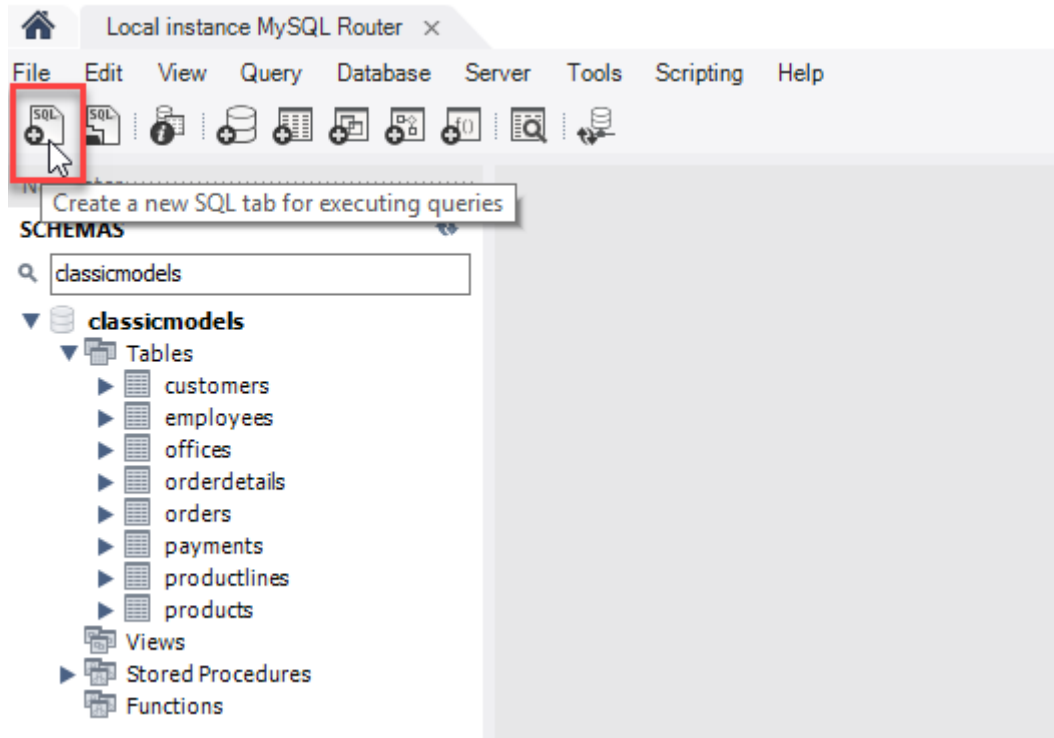 Local instance MySQL Router ×
File Edit View Query Database Server Tools Scripting Help
SQL SQL i f()
Create a new SQL tab for executing queries
SCHEMAS
classicmodels
classicmodels
Tables
customers
employees
offices
orderdetails
orders
payments
productlines
products
Views
Stored Procedures
Functions